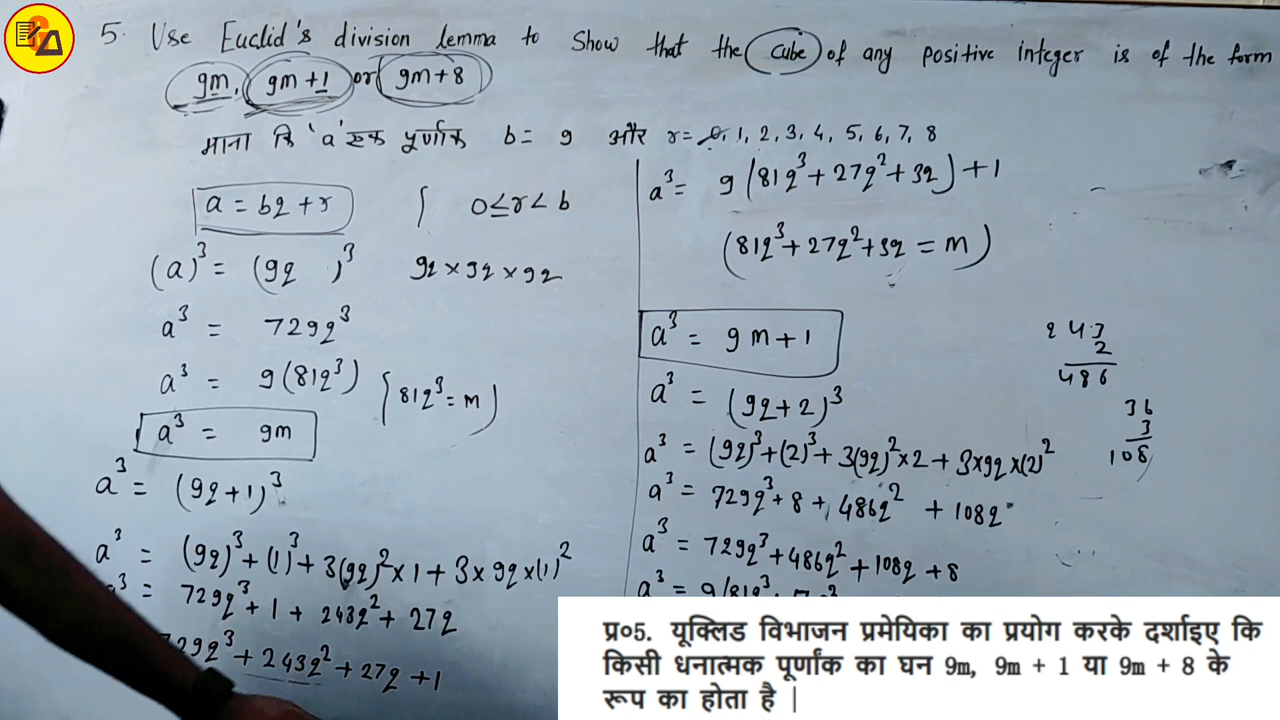 5. Use Euclid's division lemma to show that the cube of any positive integer is of the form
9m, 9m + 1 or 9m + 8
माना कि 'a' एक पूर्णांक b = 9 और r = 0, 1, 2, 3, 4, 5, 6, 7, 8
a = bq + r { 0 ≤ r < b
(a)³ = (9q )³ 9q × 9q × 9q
a³ = 729q³
a³ = 9(81q³) {81q³ = m)
a³ = 9m
a³ = (9q + 1)³
a³ = (9q)³ + (1)³ + 3(9q)² × 1 + 3 × 9q × (1)²
a³ = 729q³ + 1 + 243q² + 27q
729q³ + 243q² + 27q + 1
a³ = 9(81q³ + 27q² + 3q) + 1
(81q³ + 27q² + 3q = m)
a³ = 9m + 1
a³ = (9q + 2)³
a³ = (9q)³ + (2)³ + 3(9q)² × 2 + 3 × 9q × (2)²
a³ = 729q³ + 8 + 486q² + 108q
a³ = 729q³ + 486q² + 108q + 8
2 43
2
486
36
3
108
प्र०5. यूक्लिड विभाजन प्रमेयिका का प्रयोग करके दर्शाइए कि
किसी धनात्मक पूर्णांक का घन 9m, 9m + 1 या 9m + 8 के
रूप का होता है |